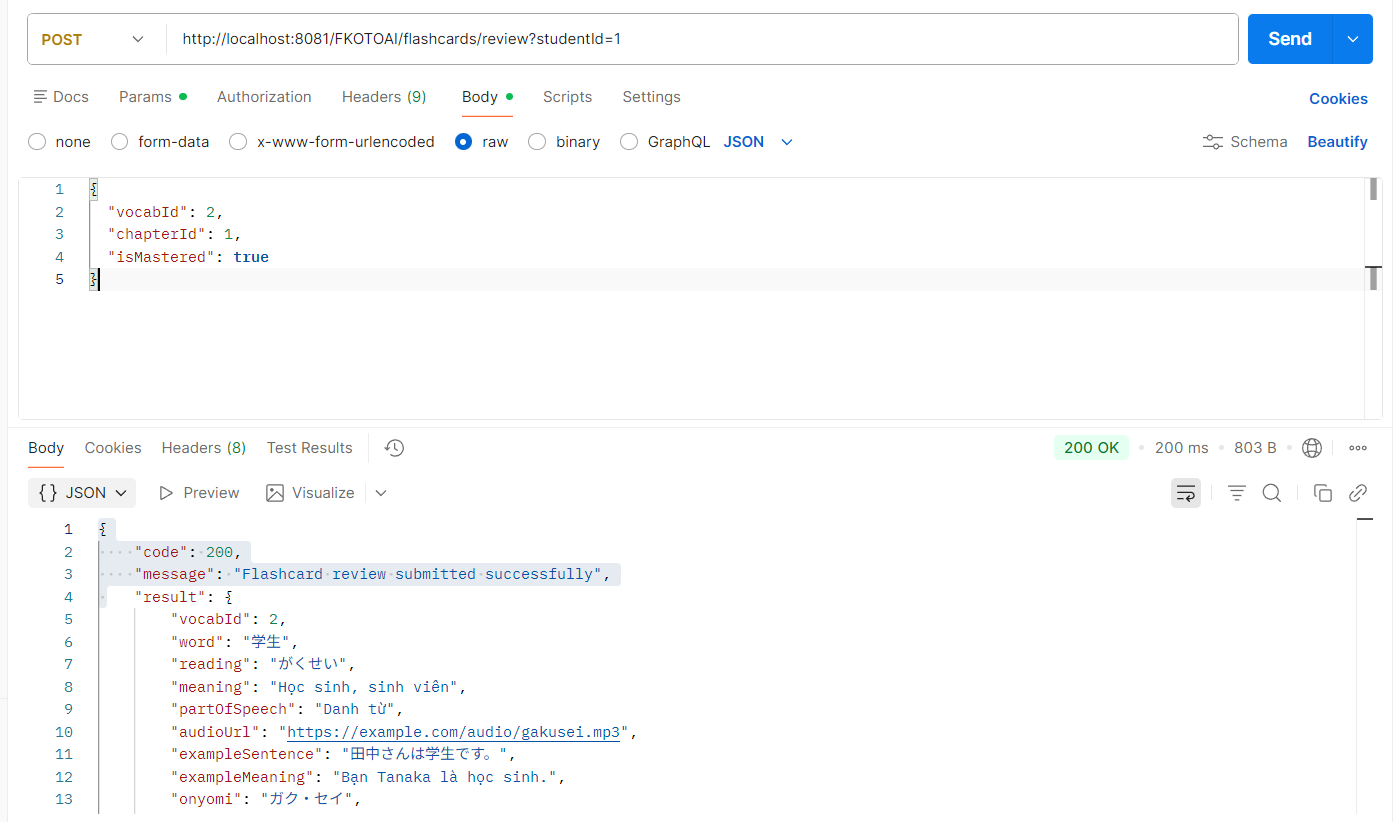 POST http://localhost:8081/FKOTOAI/flashcards/review?studentId=1 Send
Docs Params Authorization Headers (9) Body Scripts Settings Cookies
none form-data x-www-form-urlencoded raw binary GraphQL JSON Schema Beautify
1 {
2 "vocabId": 2,
3 "chapterId": 1,
4 "isMastered": true
5 }
Body Cookies Headers (8) Test Results 200 OK 200 ms 803 B
{} JSON Preview Visualize
1 {
2 "code": 200,
3 "message": "Flashcard review submitted successfully",
4 "result": {
5 "vocabId": 2,
6 "word": "学生",
7 "reading": "がくせい",
8 "meaning": "Học sinh, sinh viên",
9 "partOfSpeech": "Danh từ",
10 "audioUrl": "https://example.com/audio/gakusei.mp3",
11 "exampleSentence": "田中さんは学生です。",
12 "exampleMeaning": "Bạn Tanaka là học sinh.",
13 "onyomi": "ガク・セイ",